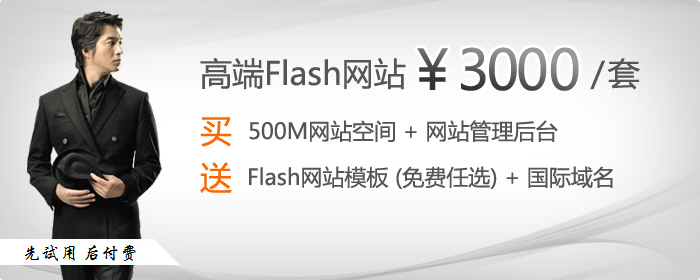 高端Flash网站 ¥3000 /套
买 500M网站空间 + 网站管理后台
送 Flash网站模板 (免费任选) + 国际域名
先试用 后付费